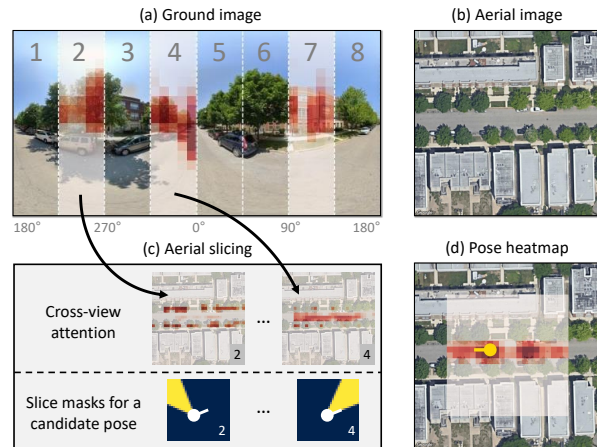 (a) Ground image
1 2 3 4 5 6 7 8
180° 270° 0° 90° 180°
(b) Aerial image
(c) Aerial slicing
Cross-view
attention
2 ... 4
Slice masks for a
candidate pose
2 ... 4
(d) Pose heatmap